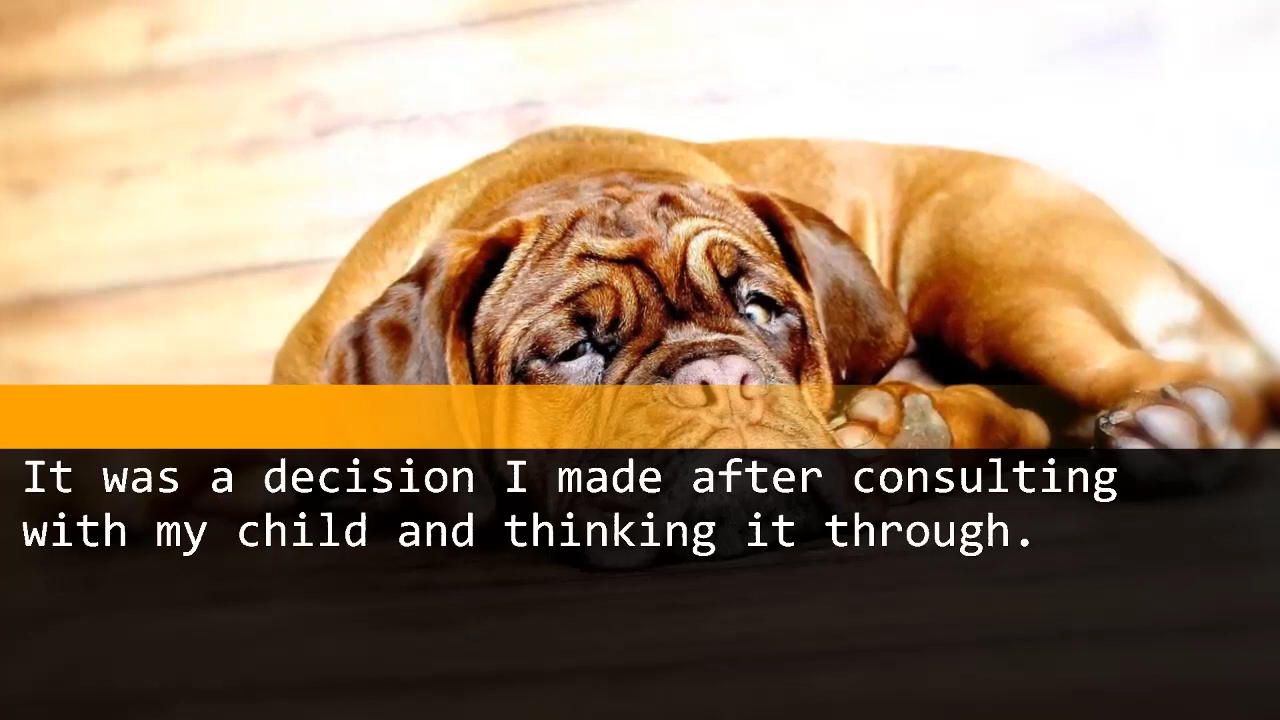 It was a decision I made after consulting
with my child and thinking it through.